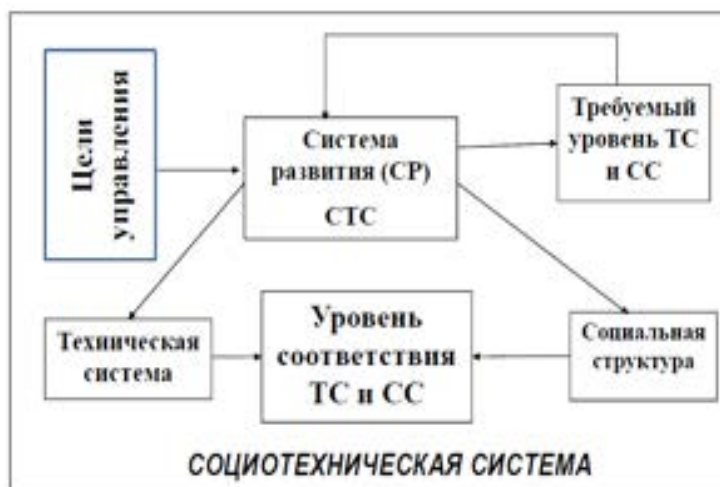 Цели
управления
Система
развития (СР)
СТС
Требуемый
уровень ТС
и СС
Техническая
система
Уровень
соответствия
ТС и СС
Социальная
структура
СОЦИОТЕХНИЧЕСКАЯ СИСТЕМА